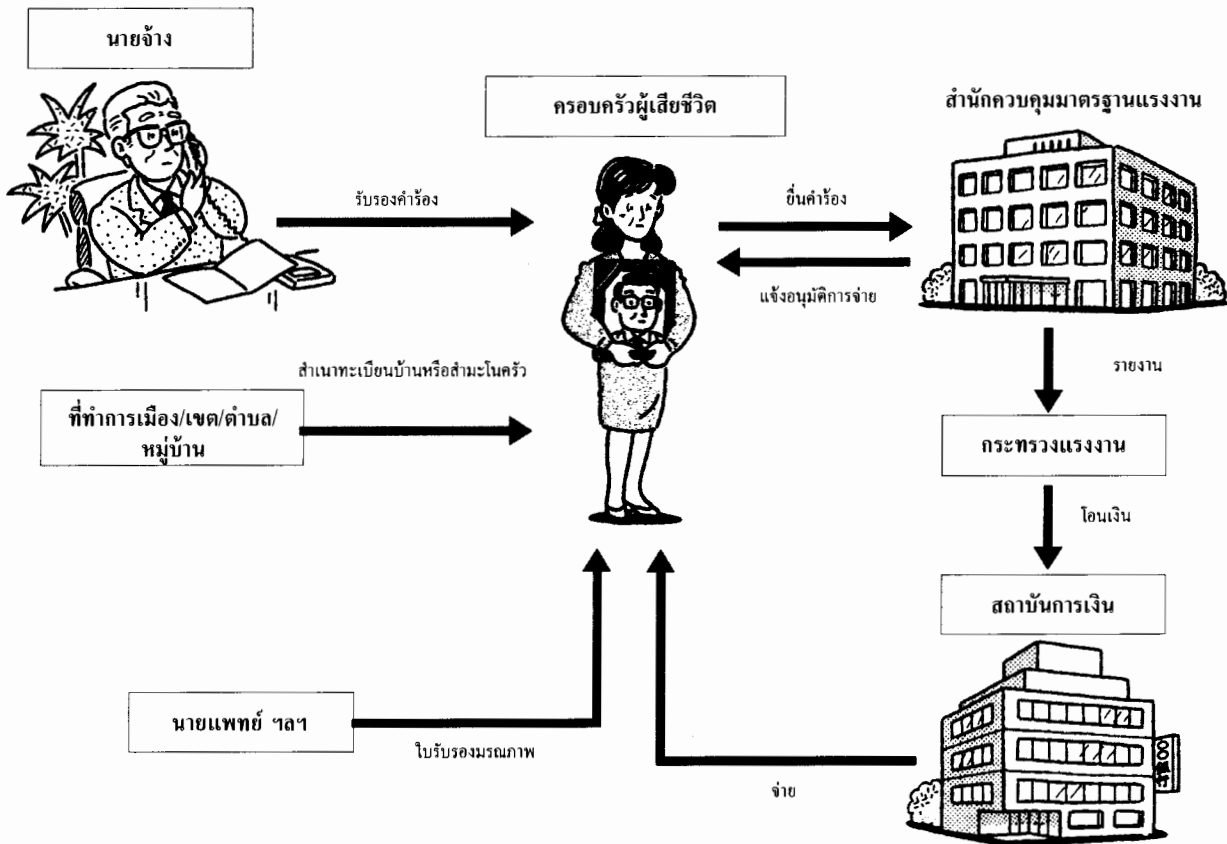 นายจ้าง
ครอบครัวผู้เสียชีวิต
สำนักควบคุมมาตรฐานแรงงาน
รับรองคำร้อง
ยื่นคำร้อง
แจ้งอนุมัติการจ่าย
สำเนาทะเบียนบ้านหรือสำมะโนครัว
ที่ทำการเมือง/เขต/ตำบล/
หมู่บ้าน
รายงาน
กระทรวงแรงงาน
โอนเงิน
สถาบันการเงิน
นายแพทย์ ฯลฯ
ใบรับรองมรณภาพ
จ่าย